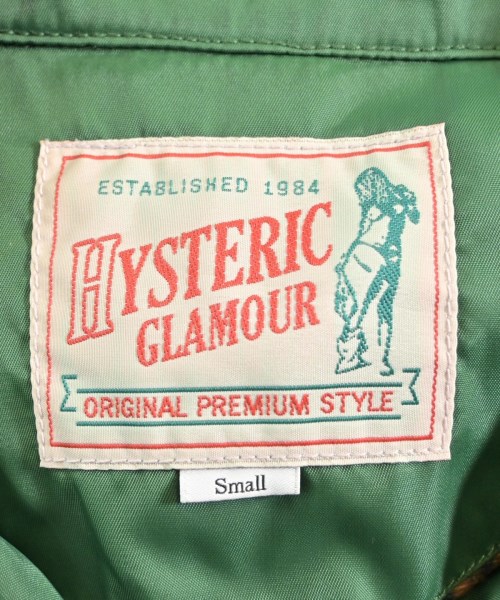 ESTABLISHED 1984
HYSTERIC
GLAMOUR
ORIGINAL PREMIUM STYLE
Small